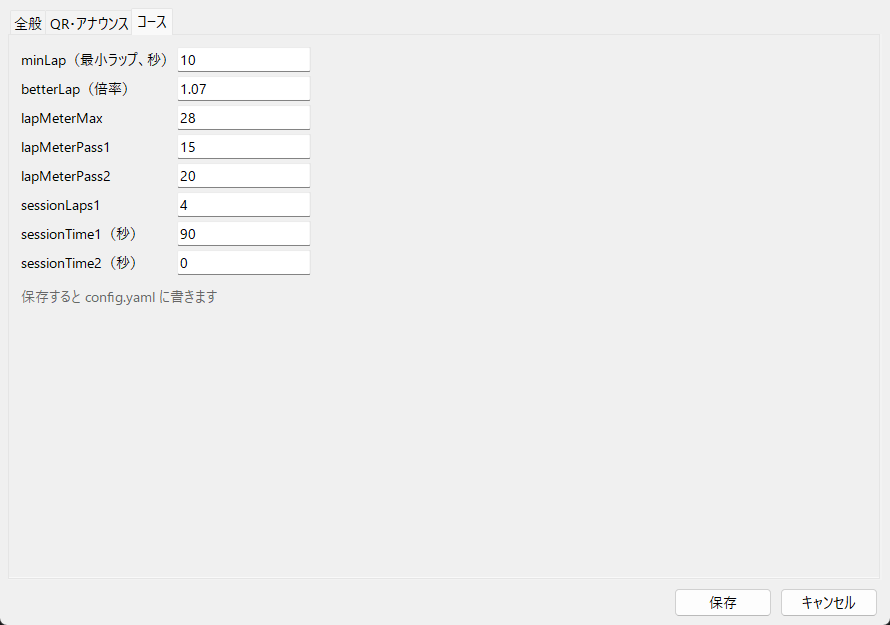 全般 QR・アナウンス コース
minLap（最小ラップ、秒） 10
betterLap（倍率） 1.07
lapMeterMax 28
lapMeterPass1 15
lapMeterPass2 20
sessionLaps1 4
sessionTime1（秒） 90
sessionTime2（秒） 0
保存すると config.yaml に書きます
保存 キャンセル